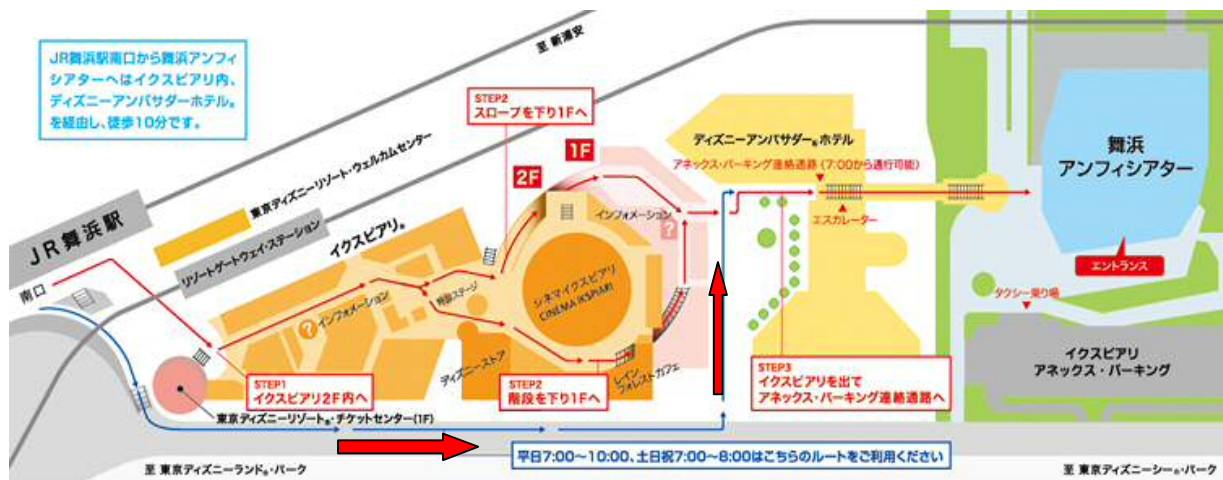 JR舞浜駅南口から舞浜アンフィ
シアターへはイクスピアリ内、
ディズニーアンバサダーホテル®
を経由し、徒歩10分です。
至 新浦安
STEP2
スロープを下り1Fへ
東京ディズニーリゾート・ウェルカムセンター
JR舞浜駅
リゾートゲートウェイ・ステーション
イクスピアリ®
南口
2F
1F
インフォメーション
?
ディズニーアンバサダー®ホテル
アネックス・パーキング連絡通路 (7:00から通行可能)
エスカレーター
舞浜
アンフィシアター
エントランス
タクシー乗り場
イクスピアリ
アネックス・パーキング
?
インフォメーション
特設ステージ
シネマイクスピアリ
CINEMA IKSPIARI
ディズニーストア
レイン
フォレストカフェ
STEP1
イクスピアリ2F内へ
STEP2
階段を下り1Fへ
STEP3
イクスピアリを出て
アネックス・パーキング連絡通路へ
東京ディズニーリゾート®・チケットセンター(1F)
平日7:00～10:00、土日祝7:00～8:00はこちらのルートをご利用ください
至 東京ディズニーランド®・パーク
至 東京ディズニーシー®・パーク